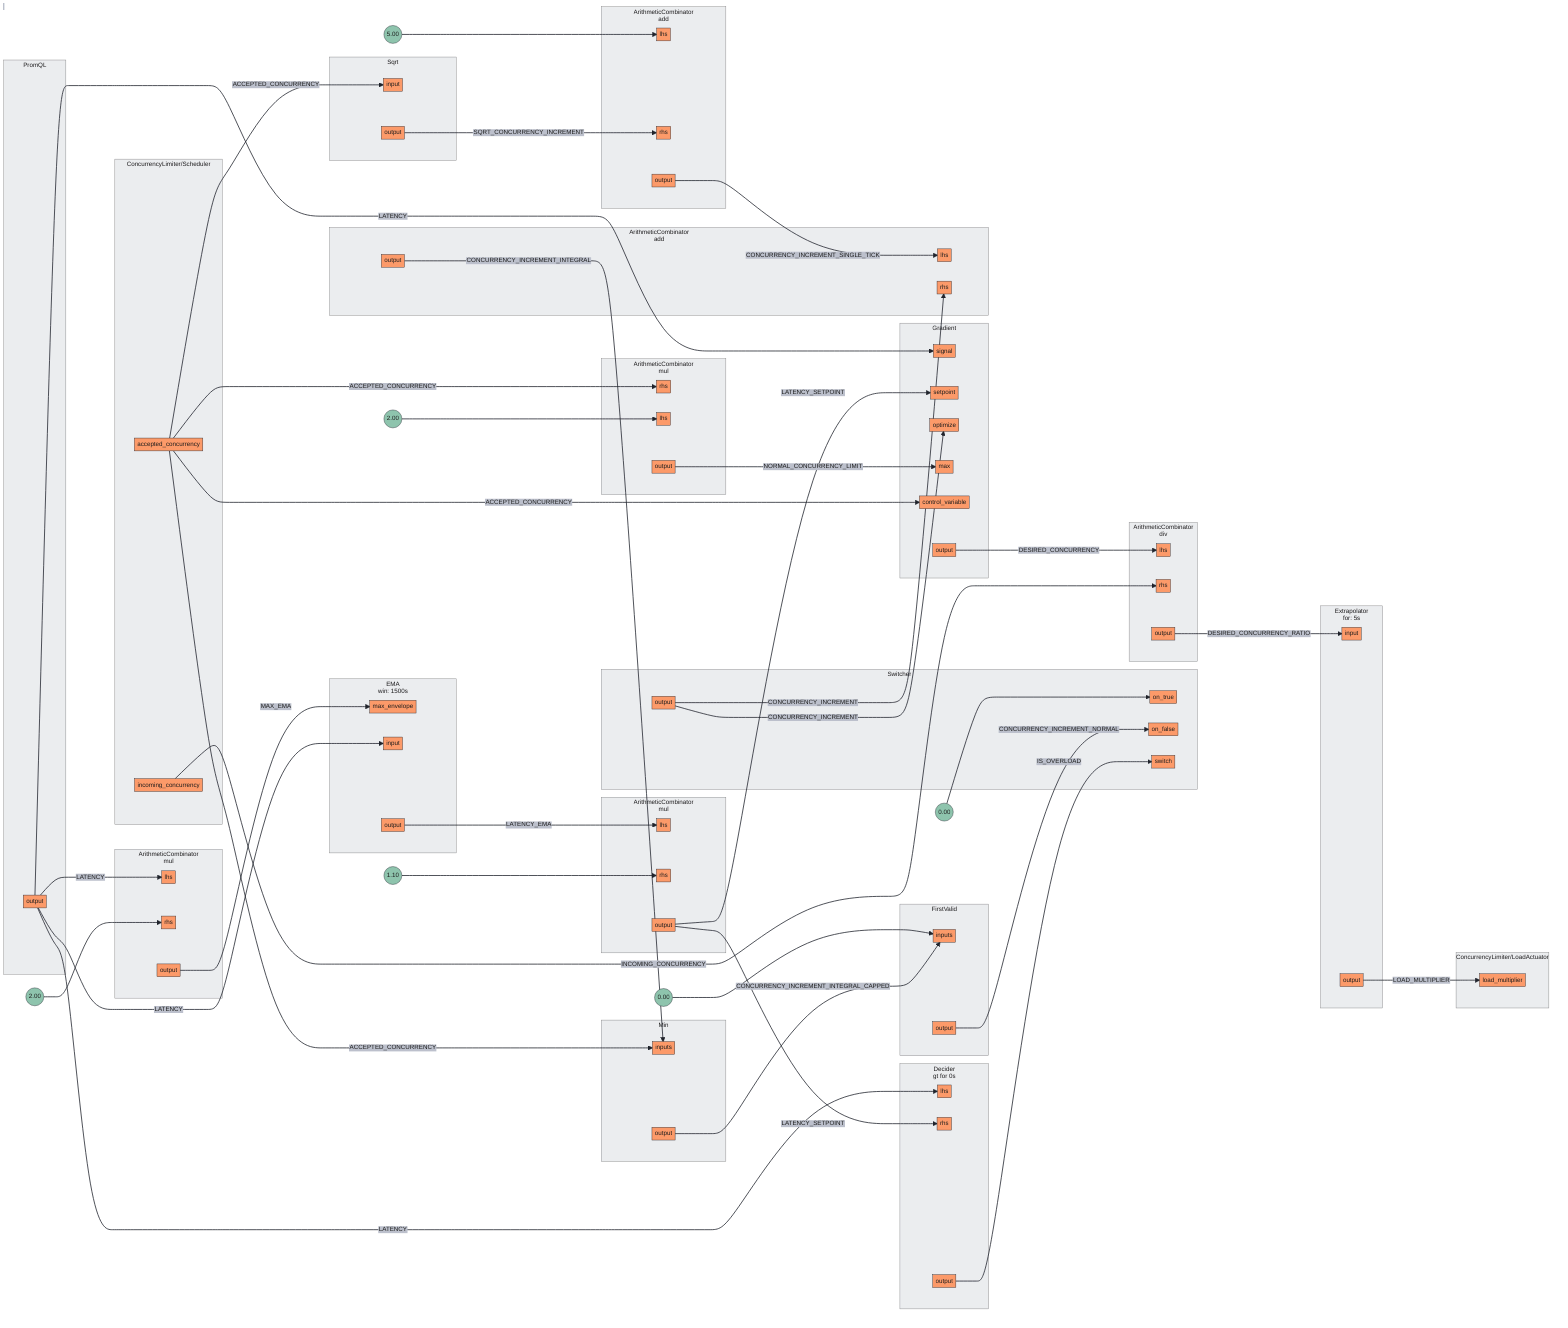 5.00
ArithmeticCombinator
add
lhs
rhs
output
PromQL
output
Sqrt
input
output
ACCEPTED_CONCURRENCY
SQRT_CONCURRENCY_INCREMENT
ConcurrencyLimiter/Scheduler
accepted_concurrency
incoming_concurrency
LATENCY
ArithmeticCombinator
add
output
CONCURRENCY_INCREMENT_INTEGRAL
CONCURRENCY_INCREMENT_SINGLE_TICK
lhs
rhs
Gradient
signal
setpoint
optimize
max
control_variable
output
ArithmeticCombinator
mul
rhs
lhs
output
ACCEPTED_CONCURRENCY
2.00
LATENCY_SETPOINT
NORMAL_CONCURRENCY_LIMIT
ACCEPTED_CONCURRENCY
DESIRED_CONCURRENCY
ArithmeticCombinator
div
lhs
rhs
output
DESIRED_CONCURRENCY_RATIO
Extrapolator
for: 5s
input
output
Switcher
output
CONCURRENCY_INCREMENT
CONCURRENCY_INCREMENT
on_true
on_false
switch
CONCURRENCY_INCREMENT_NORMAL
IS_OVERLOAD
0.00
EMA
win: 1500s
max_envelope
input
output
MAX_EMA
LATENCY_EMA
ArithmeticCombinator
mul
lhs
rhs
output
1.10
ArithmeticCombinator
mul
lhs
rhs
output
LATENCY
2.00
LATENCY
INCOMING_CONCURRENCY
0.00
CONCURRENCY_INCREMENT_INTEGRAL_CAPPED
FirstValid
inputs
output
ConcurrencyLimiter/LoadActuator
LOAD_MULTIPLIER
load_multiplier
Min
inputs
output
ACCEPTED_CONCURRENCY
Decider
gt for 0s
lhs
rhs
output
LATENCY_SETPOINT
LATENCY